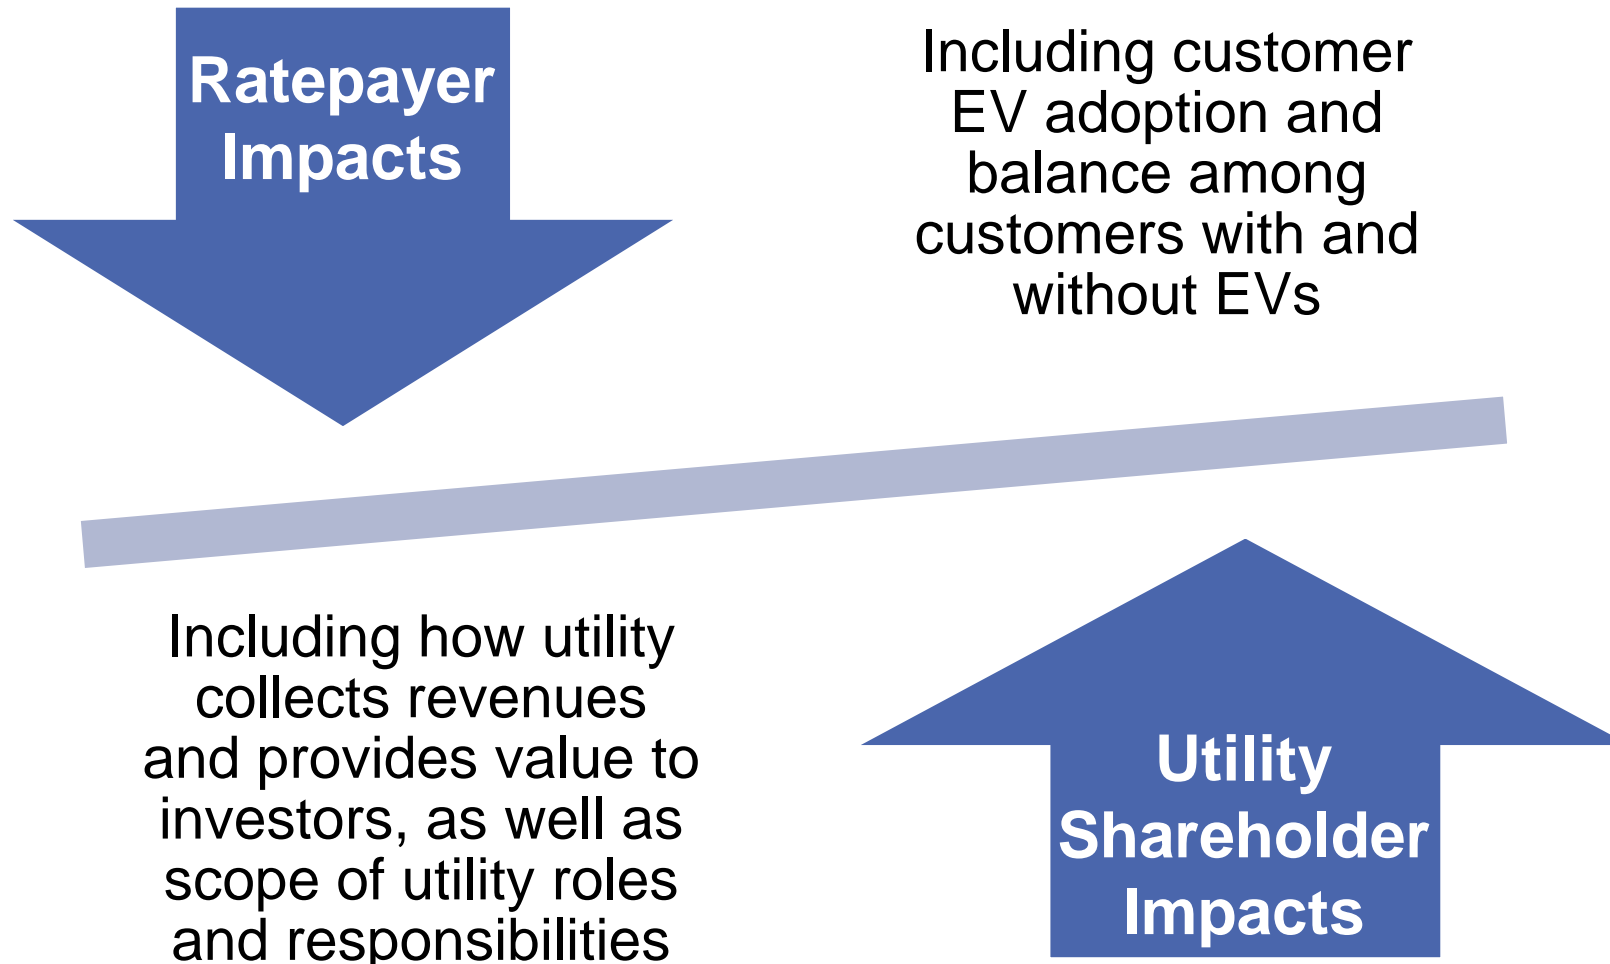 Ratepayer
Impacts
Including customer
EV adoption and
balance among
customers with and
without EVs
Including how utility
collects revenues
and provides value to
investors, as well as
scope of utility roles
and responsibilities
Utility
Shareholder
Impacts